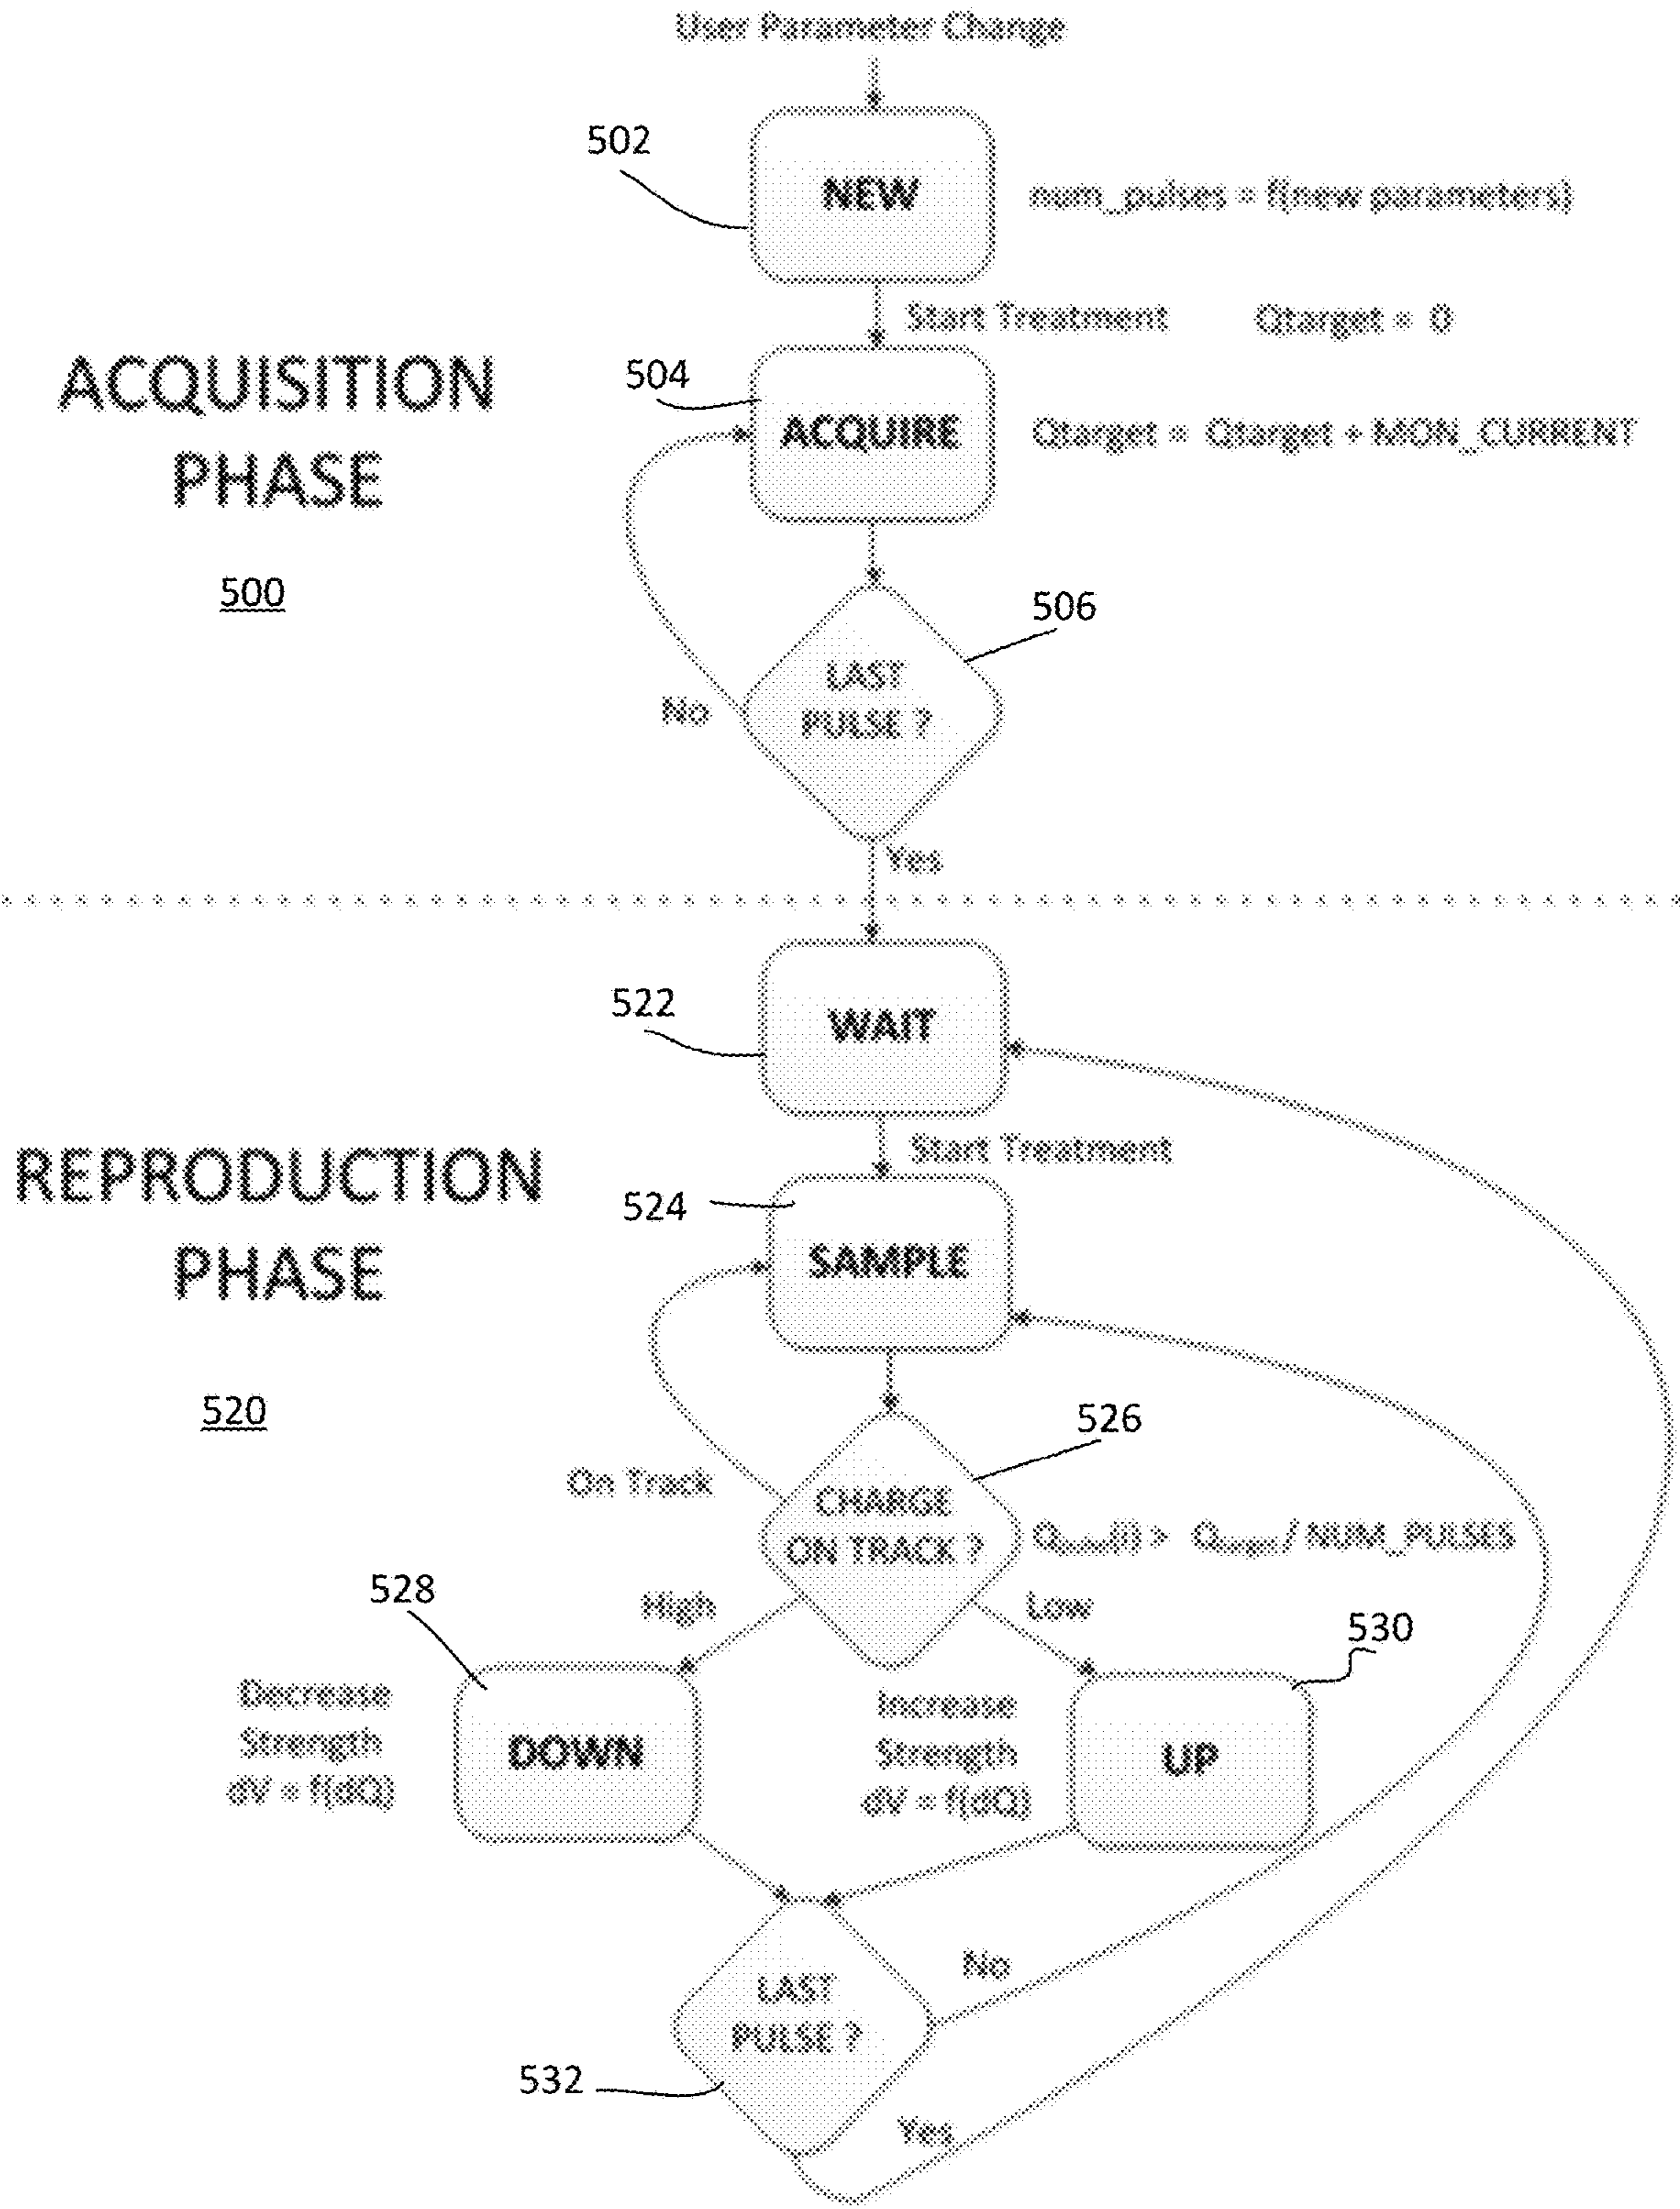 User Parameter Change
502
NEW
num_pulses = f(new parameters)
Start Treatment Qtarget = 0
ACQUISITION
PHASE
500
504
ACQUIRE
Qtarget = Qtarget + MON_CURRENT
506
LAST
PULSE ?
No
Yes
522
WAIT
Start Treatment
REPRODUCTION
PHASE
520
524
SAMPLE
526
On Track
CHARGE
ON TRACK ?
/ NUM_PULSES
High
Low
528
530
Decrease
Strength
dV = f(dQ)
DOWN
Increase
Strength
dV = f(dQ)
UP
LAST
PULSE ?
No
532
Yes